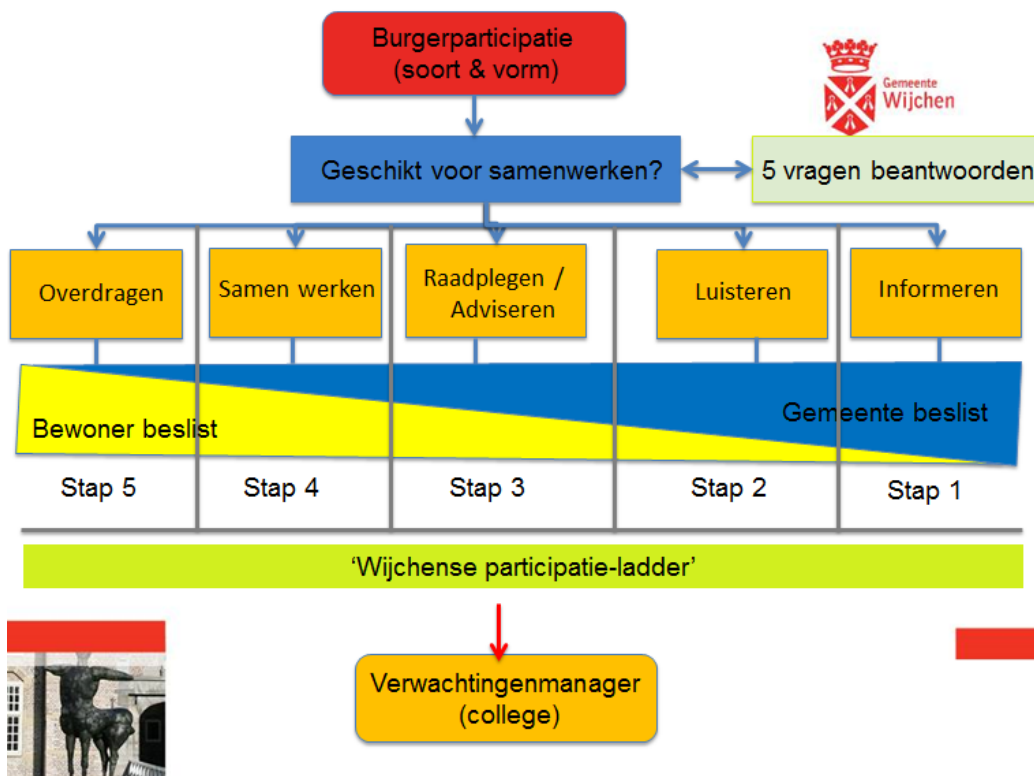 Burgerparticipatie
(soort & vorm)
Gemeente
Wijchen
Geschikt voor samenwerken?
5 vragen beantwoorden
Overdragen
Samen werken
Raadplegen /
Adviseren
Luisteren
Informeren
Bewoner beslist
Gemeente beslist
Stap 5
Stap 4
Stap 3
Stap 2
Stap 1
‘Wijchense participatie-ladder’
Verwachtingenmanager
(college)